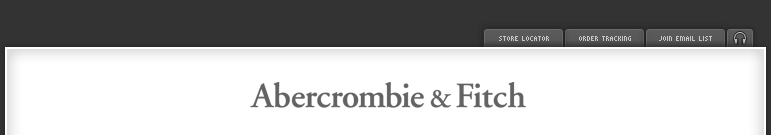 STORE LOCATOR ORDER TRACKING JOIN EMAIL LIST
Abercrombie & Fitch